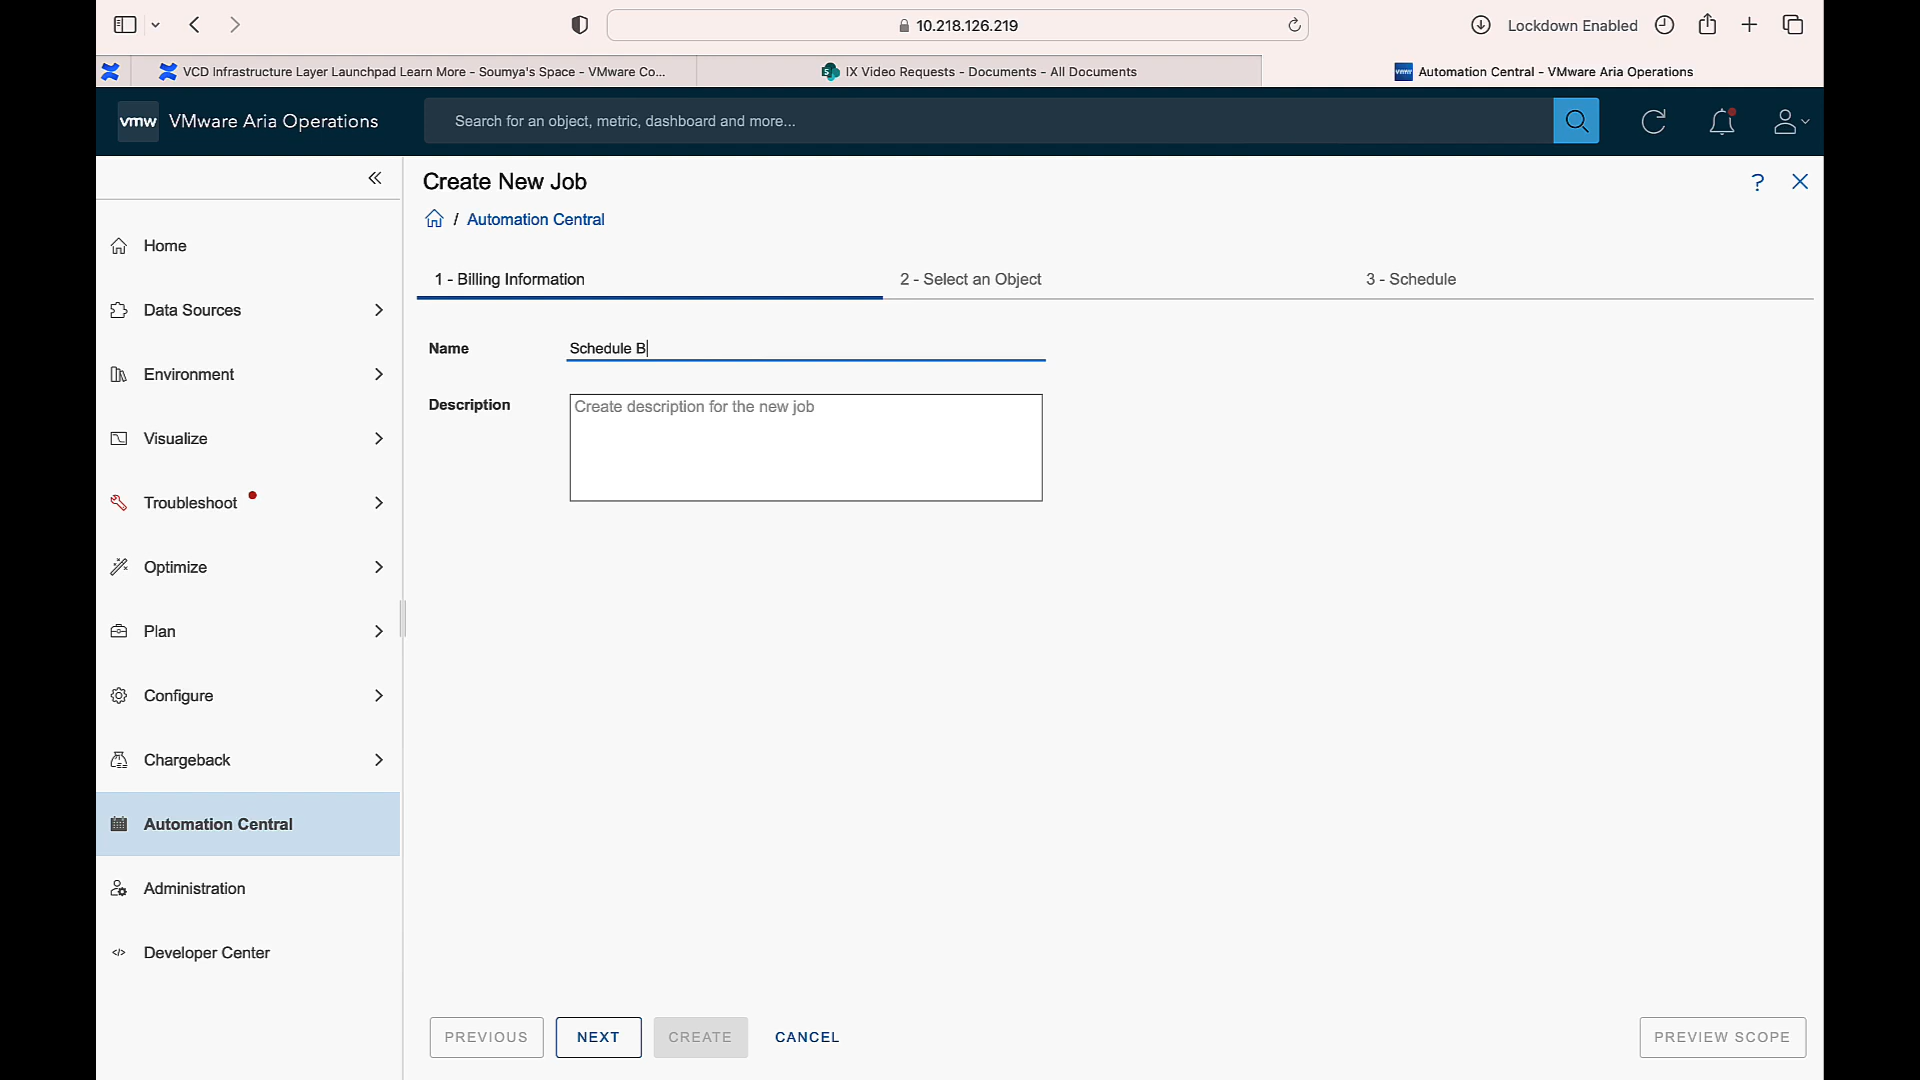 10.218.126.219
Lockdown Enabled
VCD Infrastructure Layer Launchpad Learn More - Soumya's Space - VMware Co...
IX Video Requests - Documents - All Documents
vmw Automation Central - VMware Aria Operations
vmw VMware Aria Operations
Search for an object, metric, dashboard and more...
Create New Job
?
/ Automation Central
Home
Data Sources
Environment
Visualize
Troubleshoot
Optimize
Plan
Configure
Chargeback
Automation Central
Administration
</> Developer Center
1 - Billing Information
2 - Select an Object
3 - Schedule
Name
Schedule B
Description
Create description for the new job
PREVIOUS
NEXT
CREATE
CANCEL
PREVIEW SCOPE